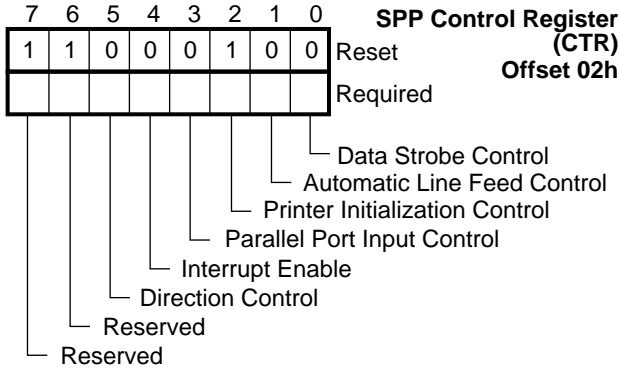 7 6 5 4 3 2 1 0
SPP Control Register
(CTR)
Offset 02h
1 1 0 0 0 1 0 0 Reset
Required
Data Strobe Control
Automatic Line Feed Control
Printer Initialization Control
Parallel Port Input Control
Interrupt Enable
Direction Control
Reserved
Reserved